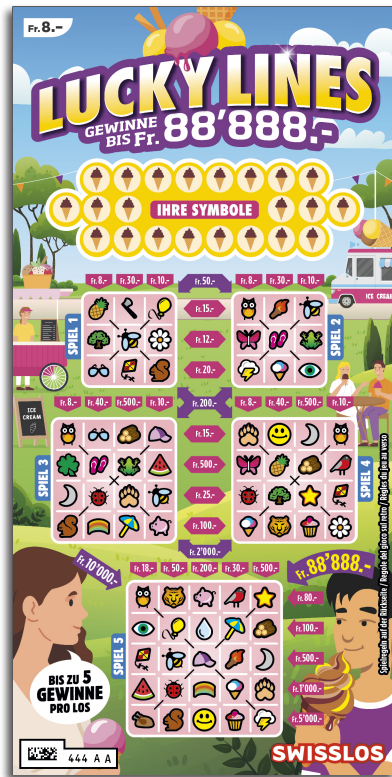 Fr. 8.-
LUCKY LINES
GEWINNE
BIS Fr. 88'888.-
IHRE SYMBOLE
ICE CREAM
Fr. 8.- Fr. 30.- Fr. 10.- Fr. 50.- Fr. 8.- Fr. 30.- Fr. 10.-
SPIEL 1
Fr. 15.-
Fr. 12.-
Fr. 20.-
SPIEL 2
Fr. 8.- Fr. 40.- Fr. 500.- Fr. 10.- Fr. 200.- Fr. 8.- Fr. 40.- Fr. 500.- Fr. 10.-
ICE
CREAM
SPIEL 3
Fr. 15.-
Fr. 500.-
Fr. 25.-
Fr. 100.-
SPIEL 4
Fr. 2'000.-
Fr. 10'000.- Fr. 18.- Fr. 50.- Fr. 200.- Fr. 30.- Fr. 500.- Fr. 88'888.-
SPIEL 5
Fr. 80.-
Fr. 100.-
Fr. 500.-
Fr. 1'000.-
Fr. 5'000.-
BIS ZU 5
GEWINNE
PRO LOS
Spielregeln auf der Rückseite / Regole del gioco sul retro / Règles du jeu au verso
444 A A
SWISSLOS